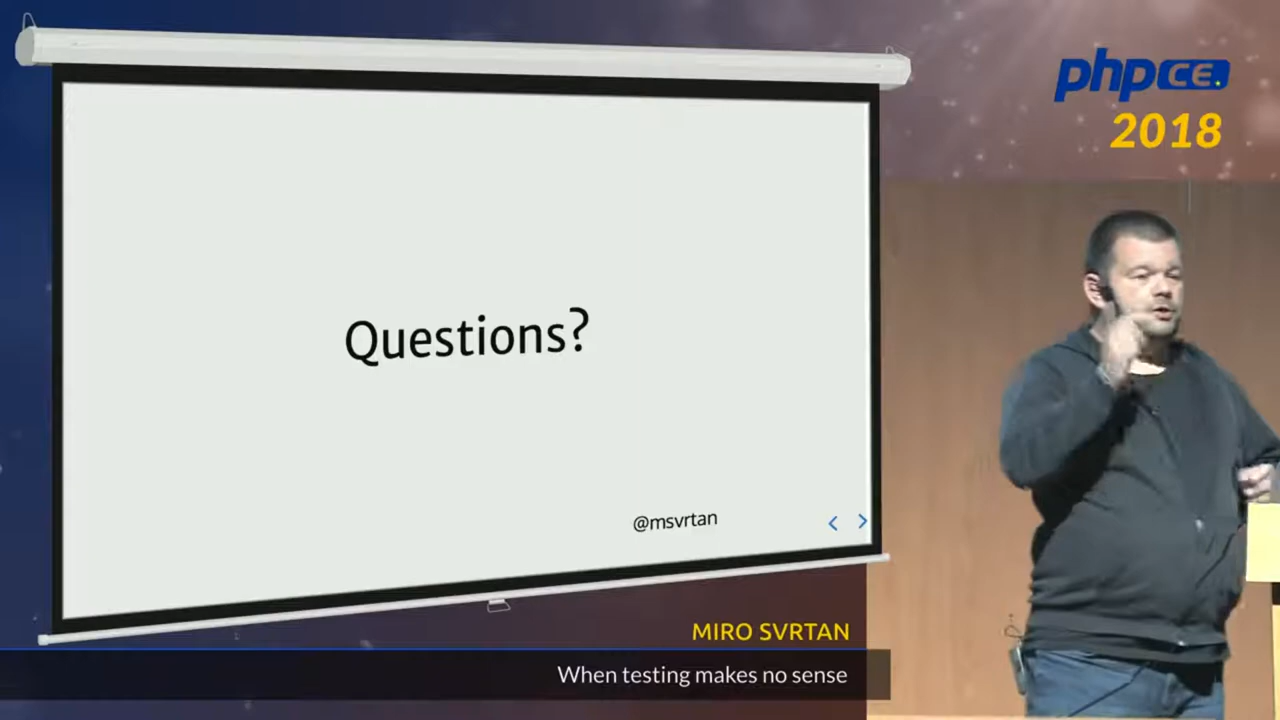 phpCE.
2018
Questions?
@msvrtan
MIRO SVRTAN
When testing makes no sense